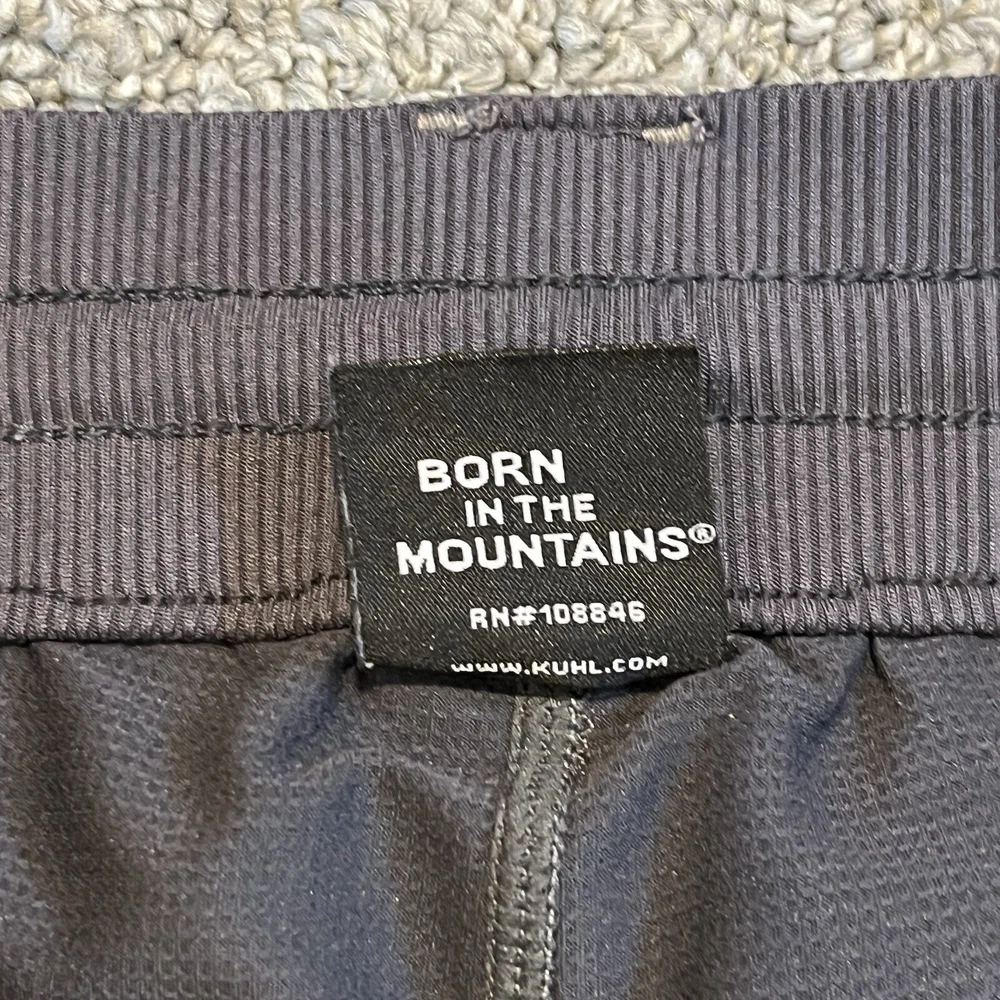 BORN
IN THE
MOUNTAINS®
RN#108846
WWW.KUHL.COM